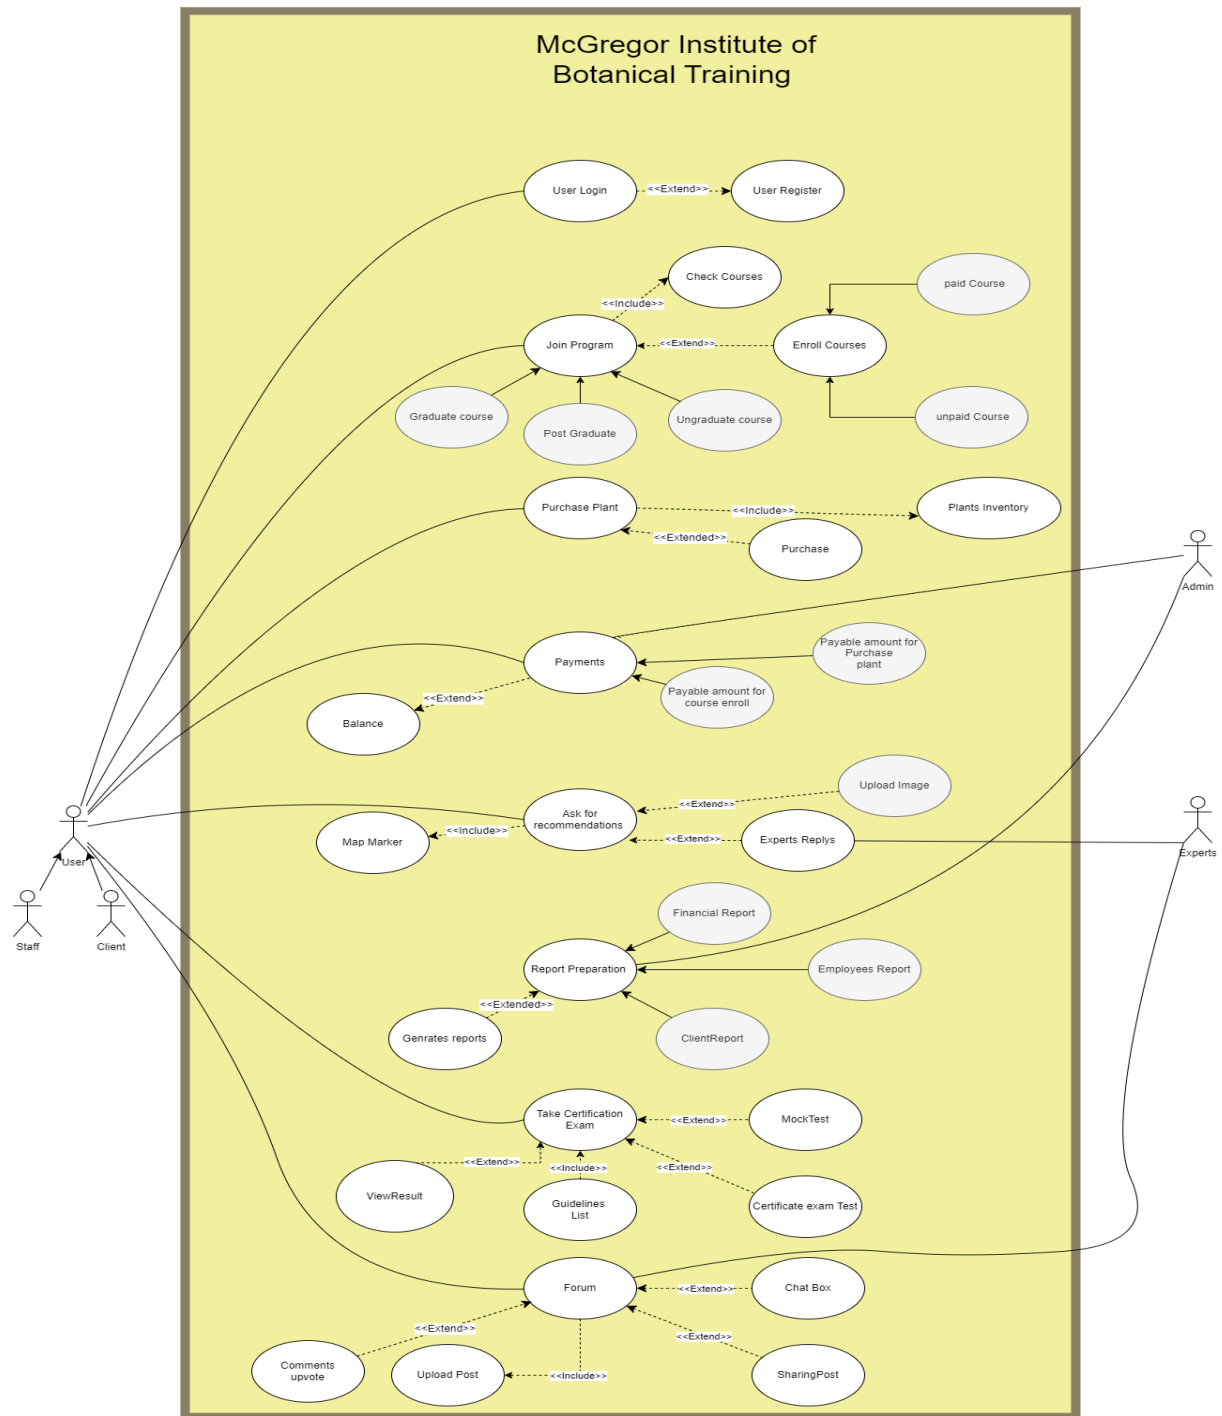 McGregor Institute of
Botanical Training
User Login
<<Extend>>
User Register
Check Courses
<<Include>>
paid Course
Join Program
<<Extend>>
Enroll Courses
Graduate course
Post Graduate
Ungraduate course
unpaid Course
Purchase Plant
<<Include>>
Plants Inventory
<<Extended>>
Purchase
Admin
Payments
Payable amount for
Purchase
plant
Payable amount for
course enroll
<<Extend>>
Balance
Upload Image
<<Extend>>
Ask for
recommendations
<<Include>>
Map Marker
<<Extend>>
Experts Replys
Experts
User
Staff
Client
Financial Report
Report Preparation
Employees Report
<<Extended>>
Genrates reports
ClientReport
Take Certification
Exam
<<Extend>>
MockTest
<<Extend>>
<<Include>>
<<Extend>>
ViewResult
Guidelines
List
Certificate exam Test
Forum
<<Extend>>
Chat Box
<<Extend>>
<<Extend>>
Comments
upvote
Upload Post
<<Include>>
SharingPost